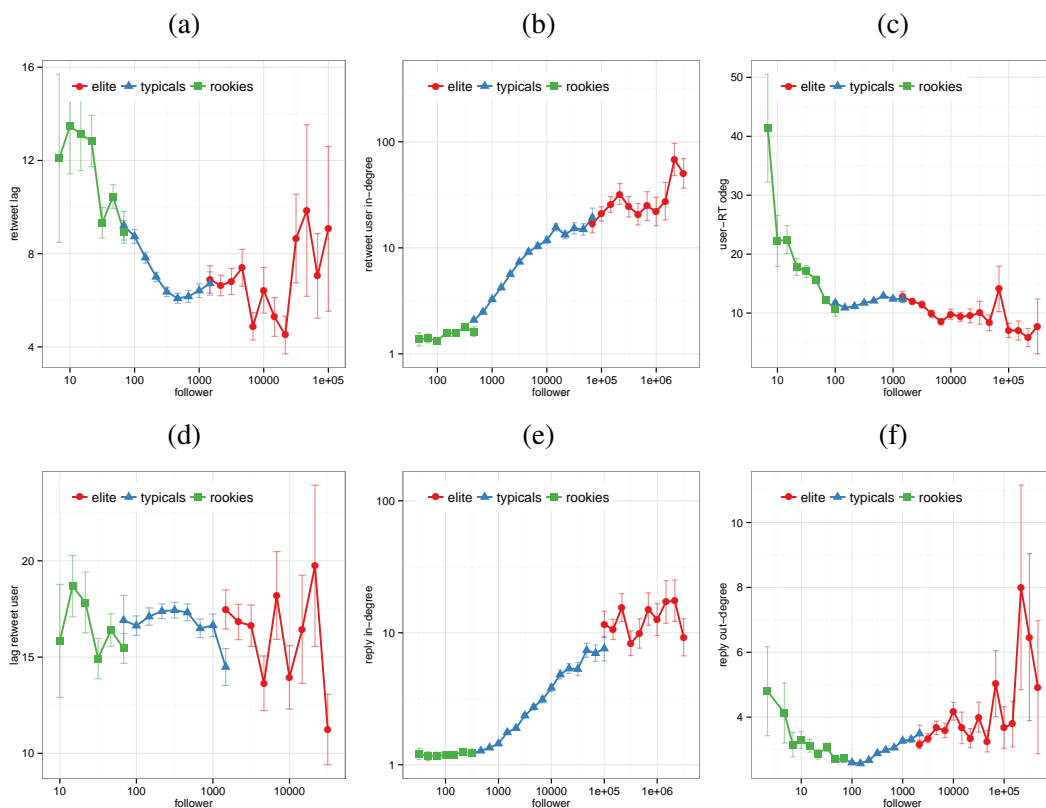 (a)
16
12
8
4
retweet lag
elite typicals rookies
10 100 1000 10000 1e+05
follower
(b)
100
10
1
retweet user in−degree
elite typicals rookies
100 1000 10000 1e+05 1e+06
follower
(c)
50
40
30
20
10
user−RT odeg
elite typicals rookies
10 100 1000 10000 1e+05
follower
(d)
20
15
10
lag retweet user
elite typicals rookies
10 100 1000 10000
follower
(e)
100
10
1
reply in−degree
elite typicals rookies
100 1000 10000 1e+05 1e+06
follower
(f)
10
8
6
4
reply out−degree
elite typicals rookies
10 100 1000 10000 1e+05
follower